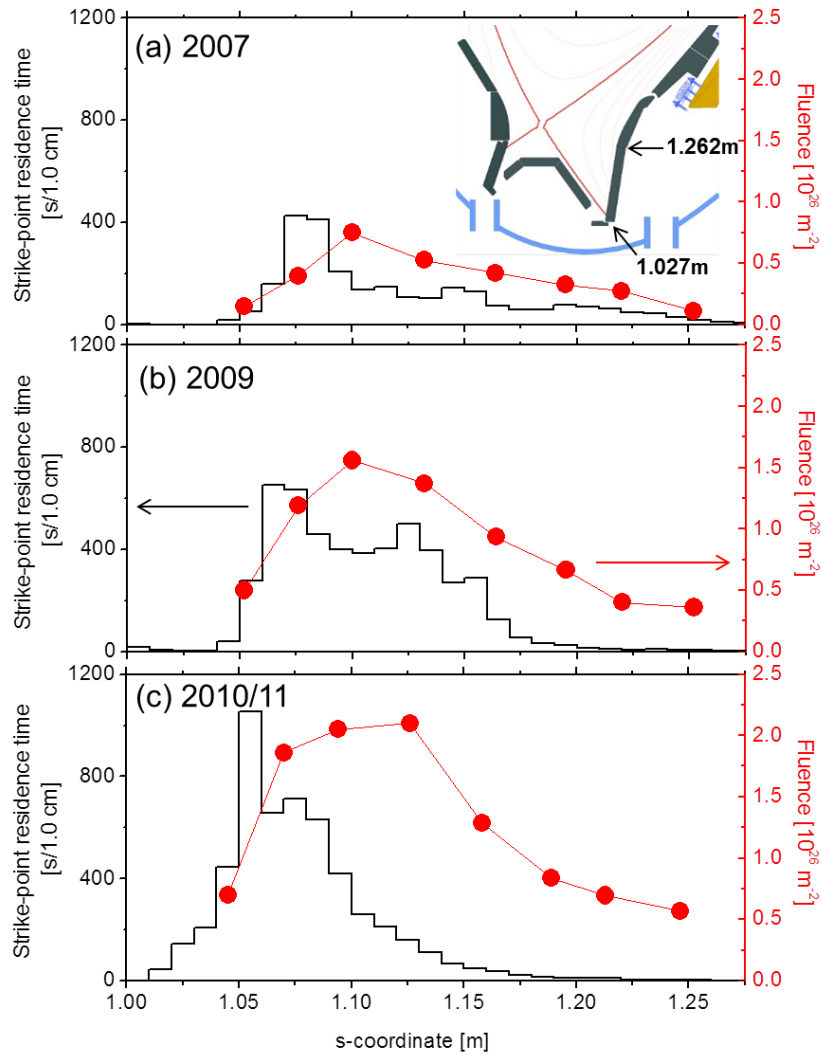 (a) 2007
Strike-point residence time
[s/1.0 cm]
1200
800
400
0
2.5
2.0
1.5
1.0
0.5
0.0
Fluence [10²⁶ m⁻²]
1.262m
1.027m
(b) 2009
Strike-point residence time
[s/1.0 cm]
1200
800
400
0
2.5
2.0
1.5
1.0
0.5
0.0
Fluence [10²⁶ m⁻²]
(c) 2010/11
Strike-point residence time
[s/1.0 cm]
1200
800
400
0
2.5
2.0
1.5
1.0
0.5
0.0
Fluence [10²⁶ m⁻²]
1.00 1.05 1.10 1.15 1.20 1.25
s-coordinate [m]